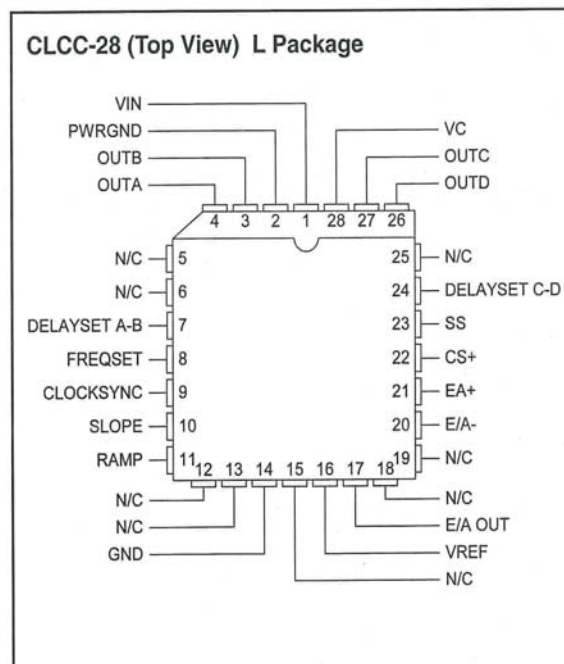 CLCC-28 (Top View) L Package
VIN
PWRGND
OUTB
OUTA
VC
OUTC
OUTD
4 3 2 1 28 27 26
N/C 5
N/C 6
DELAYSET A-B 7
FREQSET 8
CLOCKSYNC 9
SLOPE 10
RAMP 11
25 N/C
24 DELAYSET C-D
23 SS
22 CS+
21 EA+
20 E/A-
19 N/C
12 13 14 15 16 17 18
N/C
N/C
GND
N/C
E/A OUT
VREF
N/C